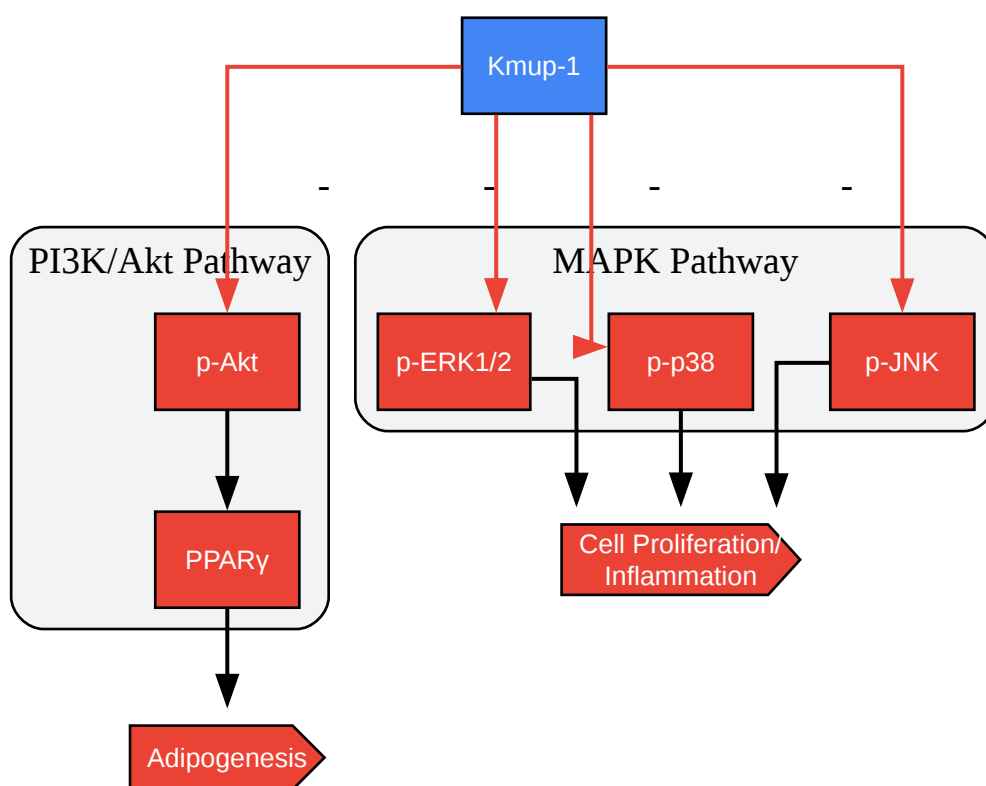 Kmup-1
- - - -
PI3K/Akt Pathway
MAPK Pathway
p-Akt
p-ERK1/2
p-p38
p-JNK
PPARγ
Cell Proliferation/
Inflammation
Adipogenesis